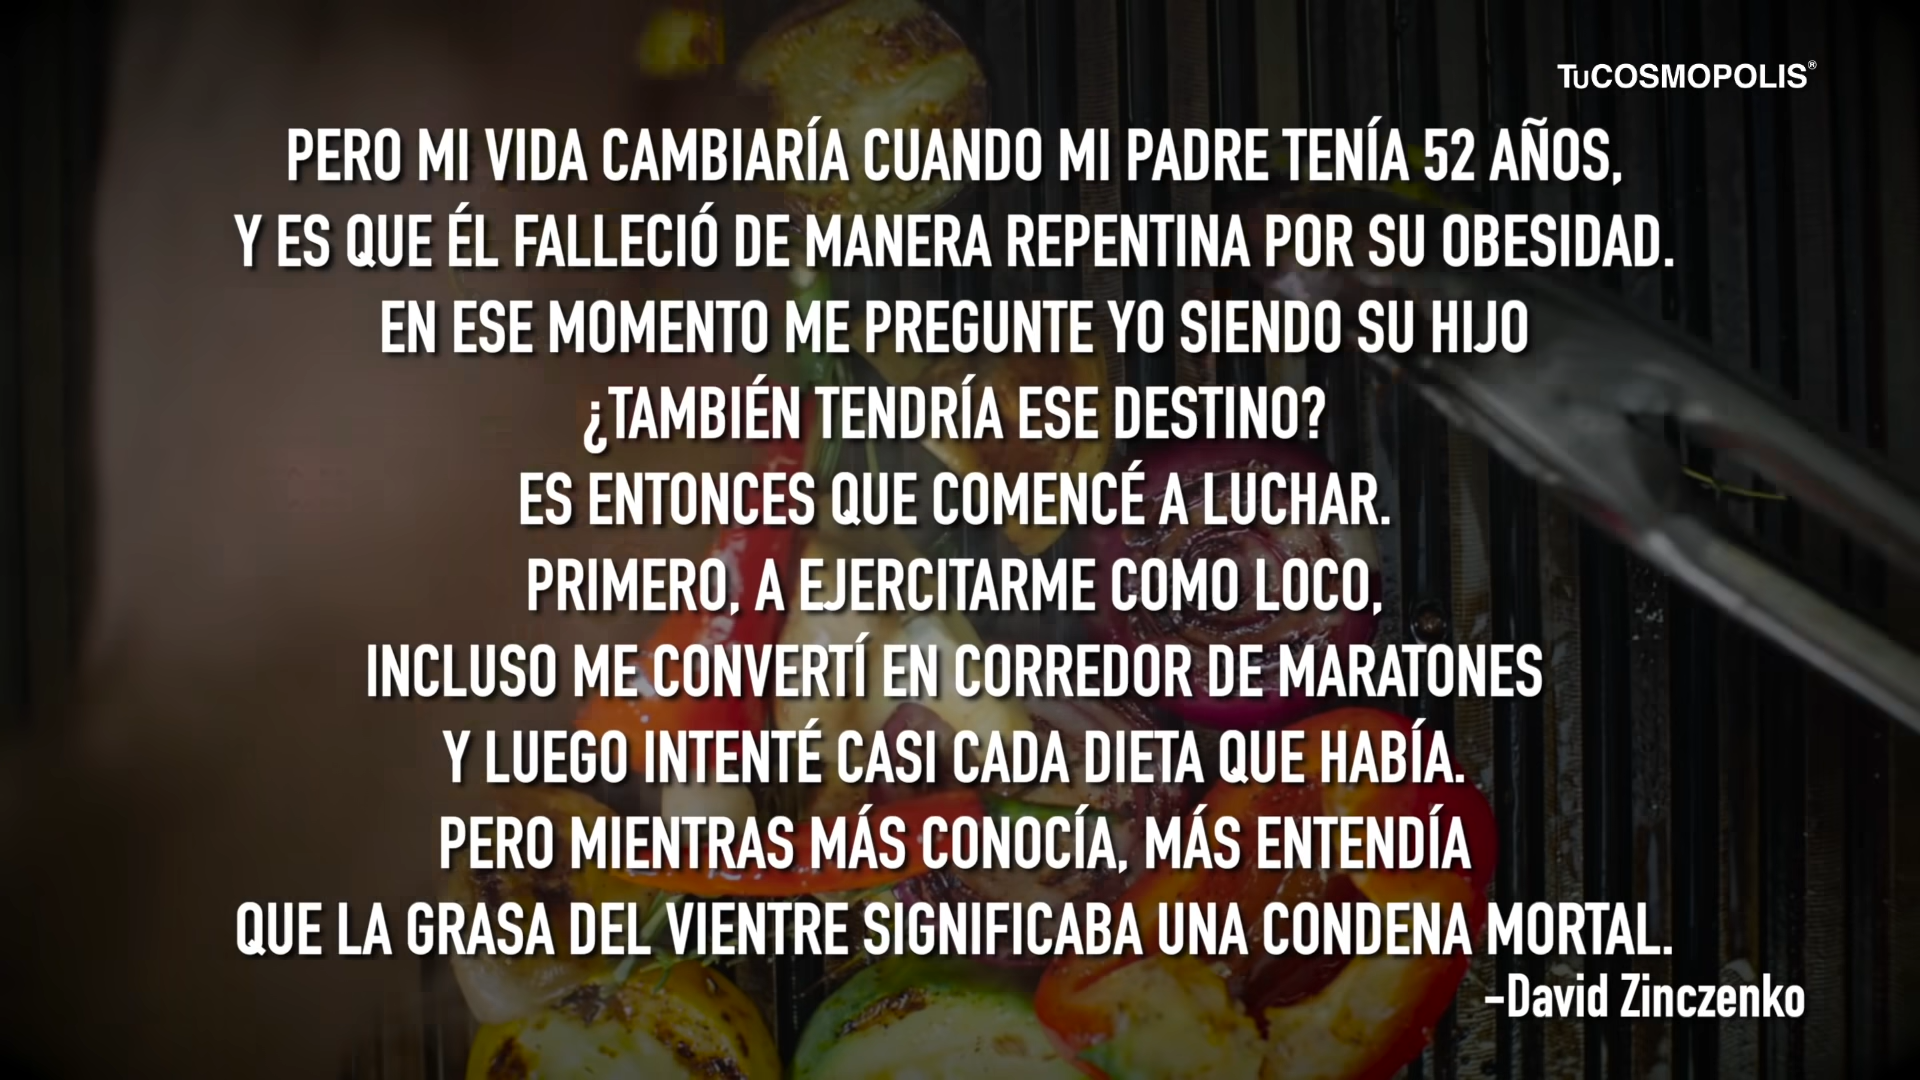 TuCOSMOPOLIS®
PERO MI VIDA CAMBIARÍA CUANDO MI PADRE TENÍA 52 AÑOS,
Y ES QUE ÉL FALLECIÓ DE MANERA REPENTINA POR SU OBESIDAD.
EN ESE MOMENTO ME PREGUNTE YO SIENDO SU HIJO
¿TAMBIÉN TENDRÍA ESE DESTINO?
ES ENTONCES QUE COMENCÉ A LUCHAR.
PRIMERO, A EJERCITARME COMO LOCO,
INCLUSO ME CONVERTÍ EN CORREDOR DE MARATONES
Y LUEGO INTENTÉ CASI CADA DIETA QUE HABÍA.
PERO MIENTRAS MÁS CONOCÍA, MÁS ENTENDÍA
QUE LA GRASA DEL VIENTRE SIGNIFICABA UNA CONDENA MORTAL.
-David Zinczenko